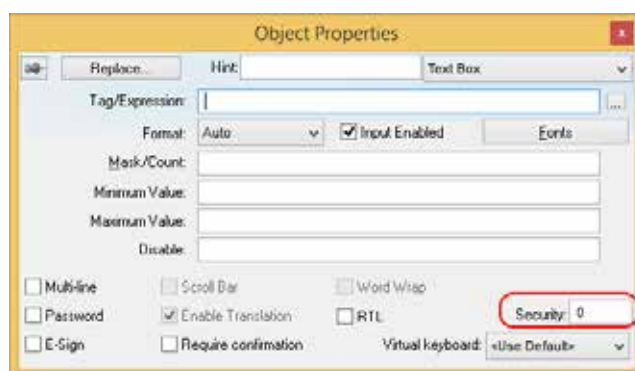 Object Properties
x
Replace... Hint: Text Box
Tag/Expression: ...
Format: Auto Input Enabled Fonts
Mask/Count:
Minimum Value:
Maximum Value:
Disable:
Multi-line Scroll Bar Word Wrap
Password Enable Translation RTL Security: 0
E-Sign Require confirmation Virtual keyboard: <Use Default>